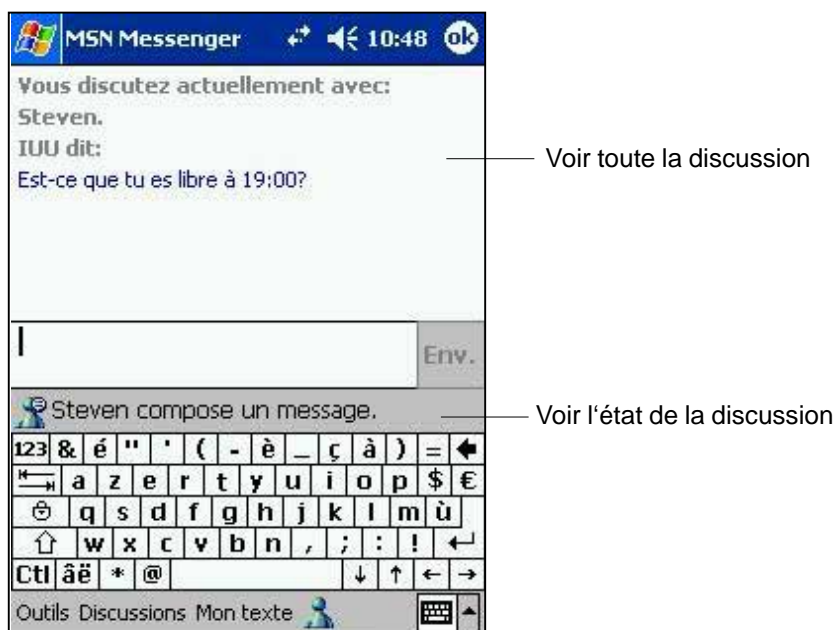 MSN Messenger 10:48 ok
Vous discutez actuellement avec:
Steven.
IUU dit:
Est-ce que tu es libre à 19:00?
Voir toute la discussion
Env.
Steven compose un message.
Voir l‘état de la discussion
123 & é " ' ( - è _ ç à ) =
a z e r t y u i o p $ €
q s d f g h j k l m ù
w x c v b n , ; : !
Ctl âë * @ ↓ ↑ ← →
Outils Discussions Mon texte